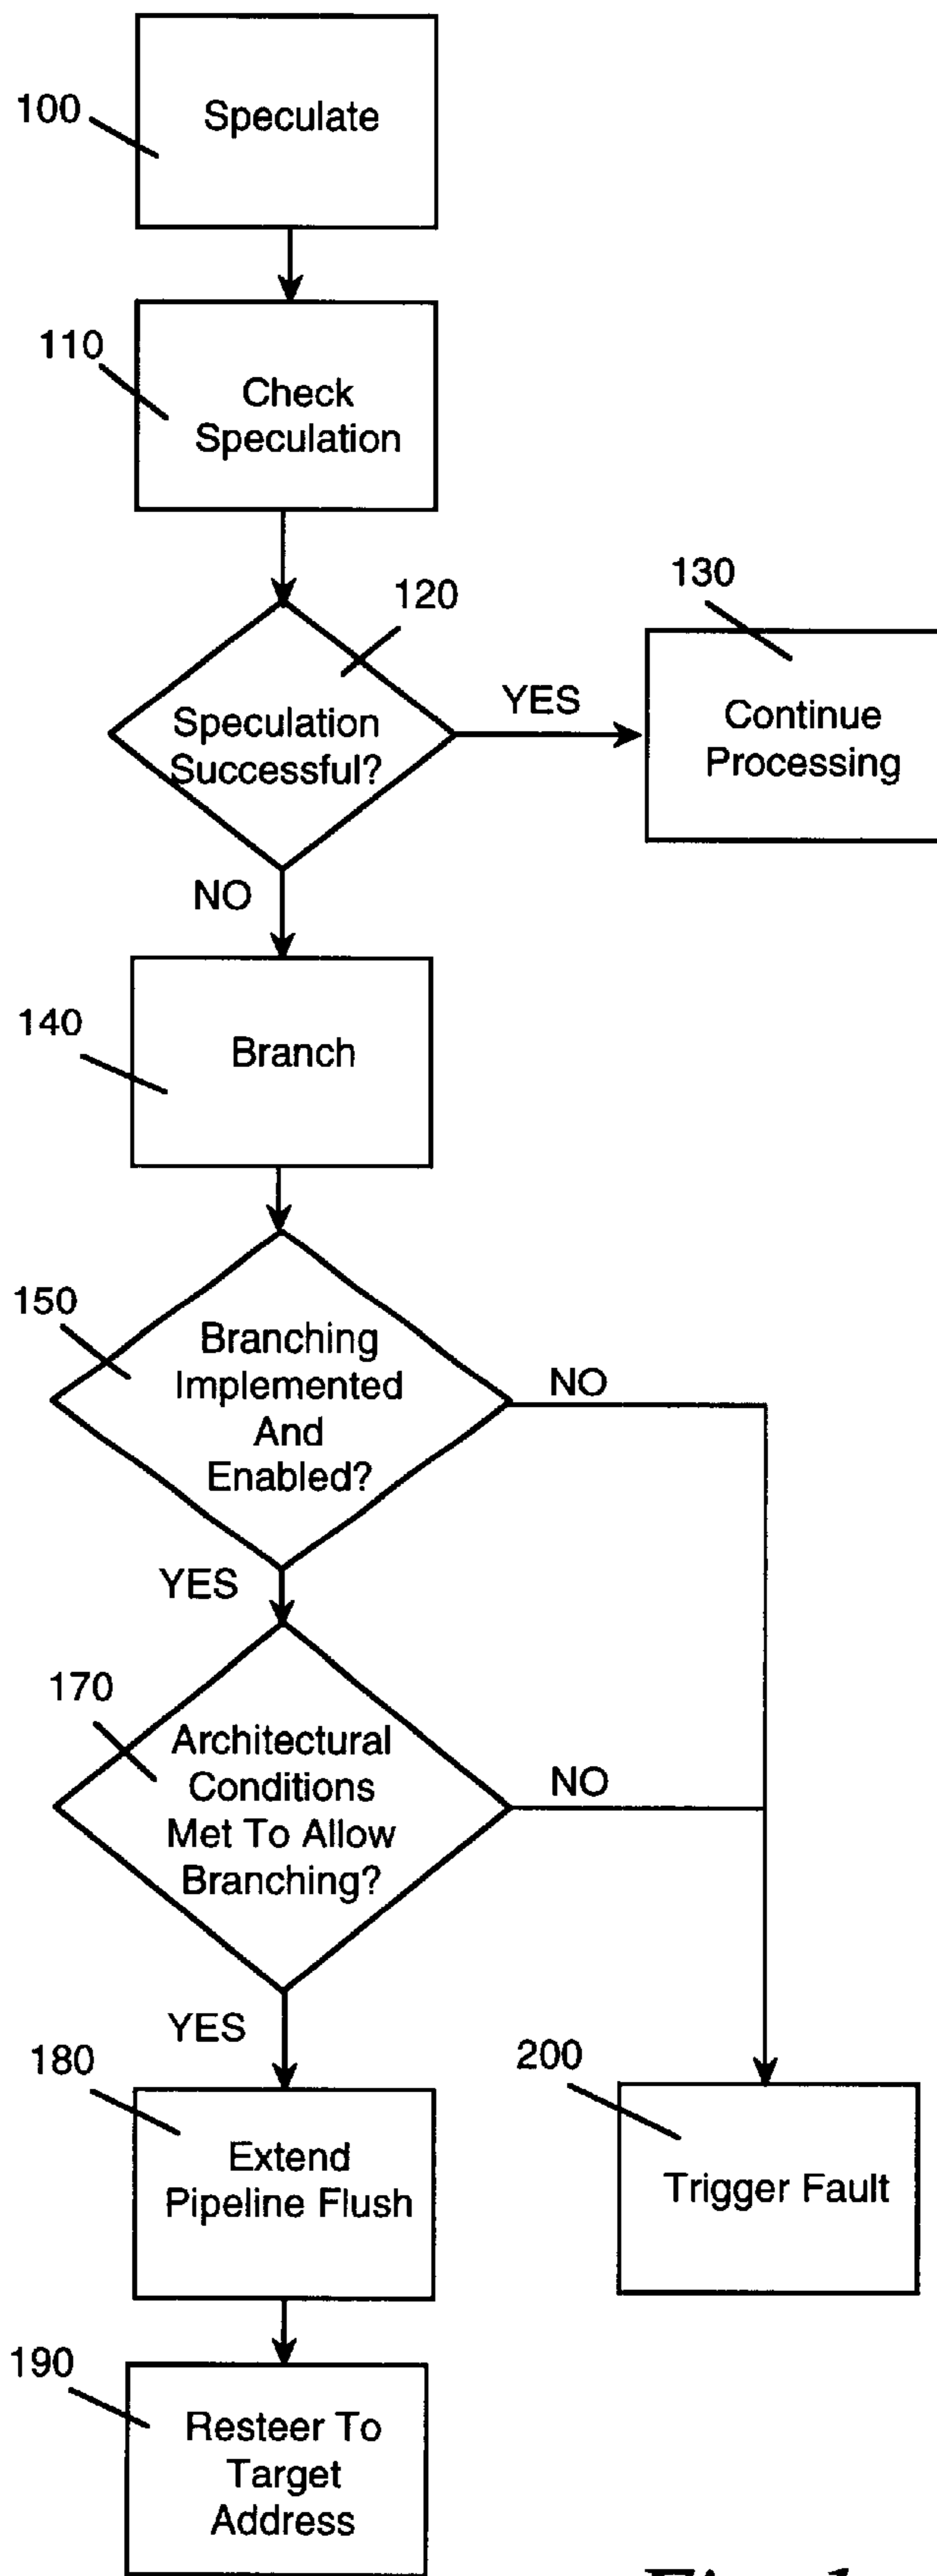 100
Speculate
110
Check
Speculation
120
130
YES
Speculation
Successful?
Continue
Processing
NO
140
Branch
150
Branching
Implemented
And
Enabled?
NO
YES
170
Architectural
Conditions
Met To Allow
Branching?
NO
YES
180
200
Extend
Pipeline Flush
Trigger Fault
190
Resteer To
Target
Address